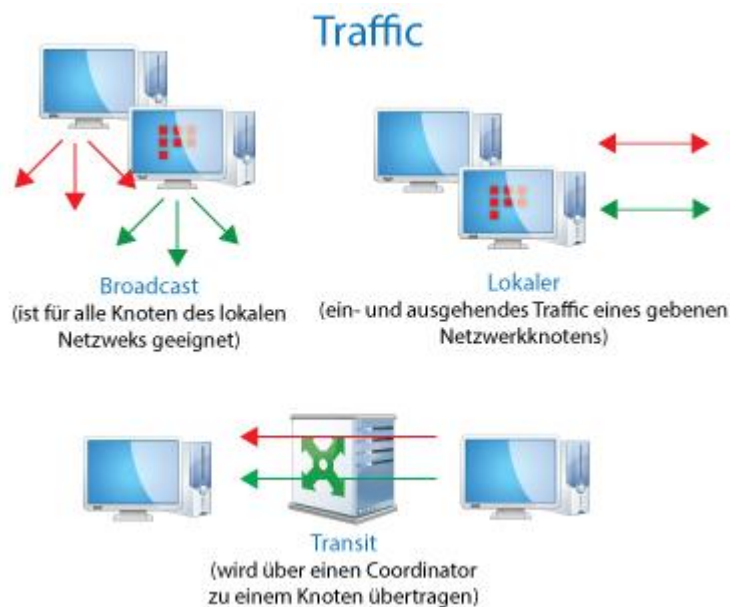 Traffic
Broadcast
(ist für alle Knoten des lokalen
Netzweks geeignet)
Lokaler
(ein- und ausgehendes Traffic eines gebenen
Netzwerkknotens)
Transit
(wird über einen Coordinator
zu einem Knoten übertragen)